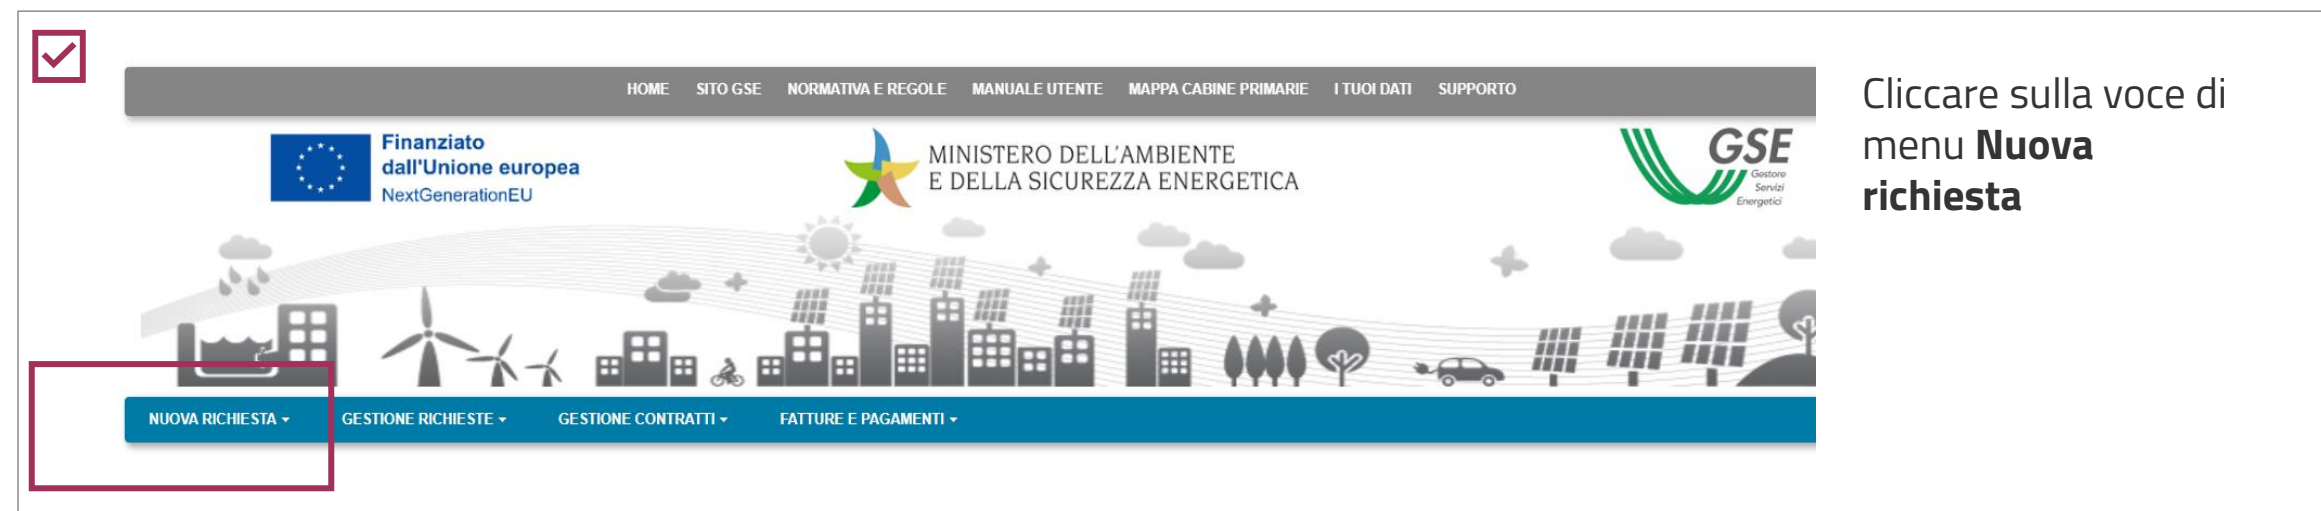 HOME SITO GSE NORMATIVA E REGOLE MANUALE UTENTE MAPPA CABINE PRIMARIE I TUOI DATI SUPPORTO
Finanziato
dall'Unione europea
NextGenerationEU
MINISTERO DELL'AMBIENTE
E DELLA SICUREZZA ENERGETICA
GSE
Gestore
Servizi
Energetici
NUOVA RICHIESTA GESTIONE RICHIESTE GESTIONE CONTRATTI FATTURE E PAGAMENTI
Cliccare sulla voce di
menu Nuova
richiesta